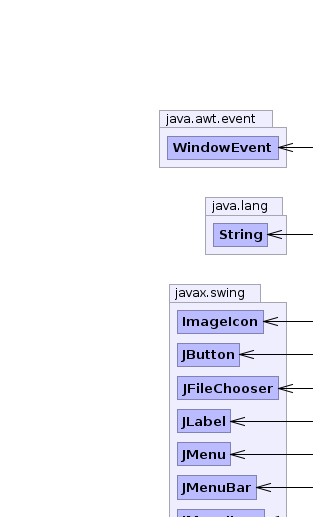 java.awt.event
WindowEvent
java.lang
String
javax.swing
ImageIcon
JButton
JFileChooser
JLabel
JMenu
JMenuBar